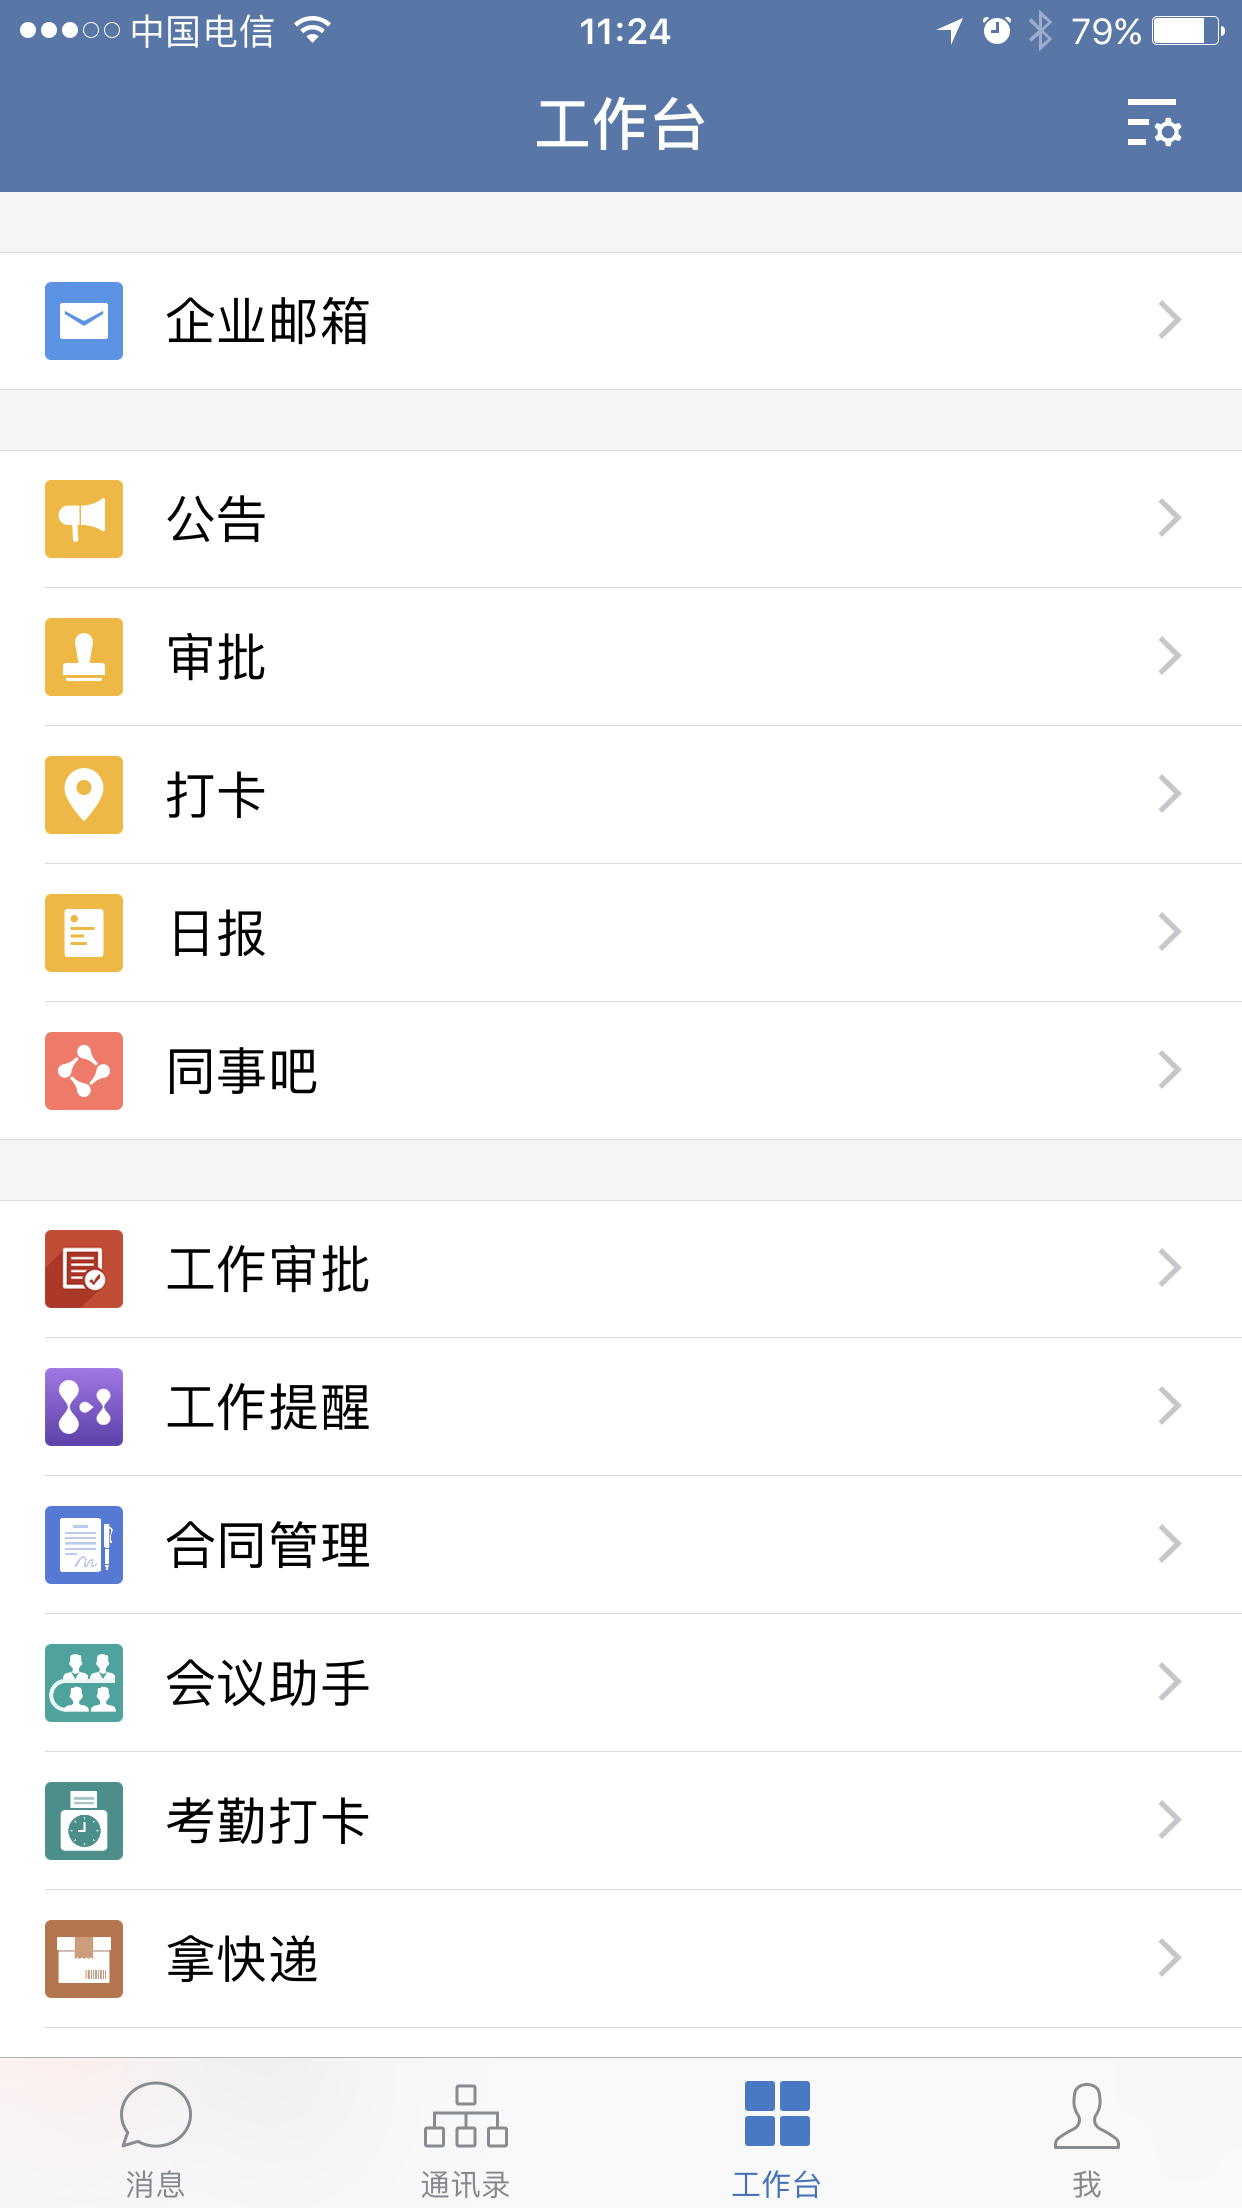 中国电信 11:24 79%
工作台
企业邮箱
公告
审批
打卡
日报
同事吧
工作审批
工作提醒
合同管理
会议助手
考勤打卡
拿快递
消息 通讯录 工作台 我